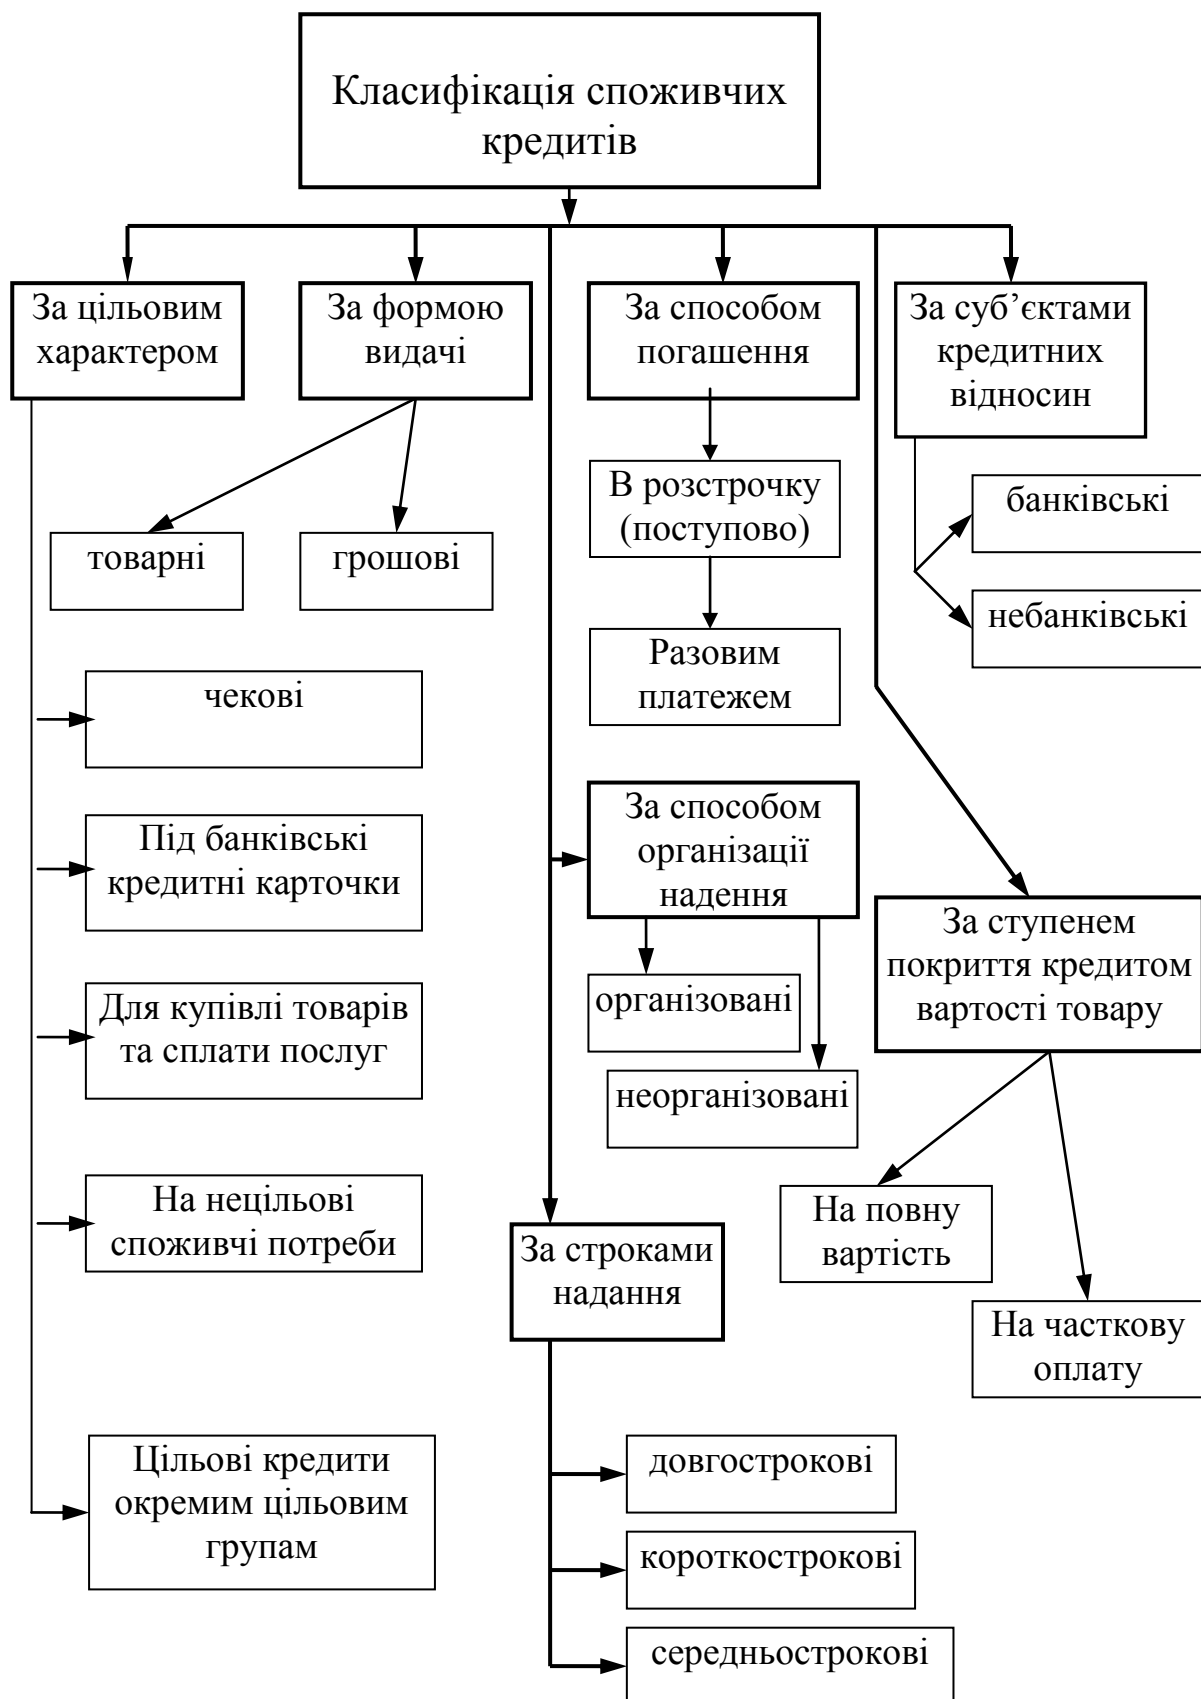 Класифікація споживчих
кредитів
За цільовим
характером
За формою
видачі
За способом
погашення
За суб’єктами
кредитних
відносин
В розстрочку
(поступово)
банківські
товарні
грошові
небанківські
Разовим
платежем
чекові
За способом
організації
надення
Під банківські
кредитні карточки
За ступенем
покриття кредитом
вартості товару
організовані
Для купівлі товарів
та сплати послуг
неорганізовані
На нецільові
споживчі потреби
На повну
вартість
За строками
надання
На часткову
оплату
Цільові кредити
окремим цільовим
групам
довгострокові
короткострокові
середньострокові